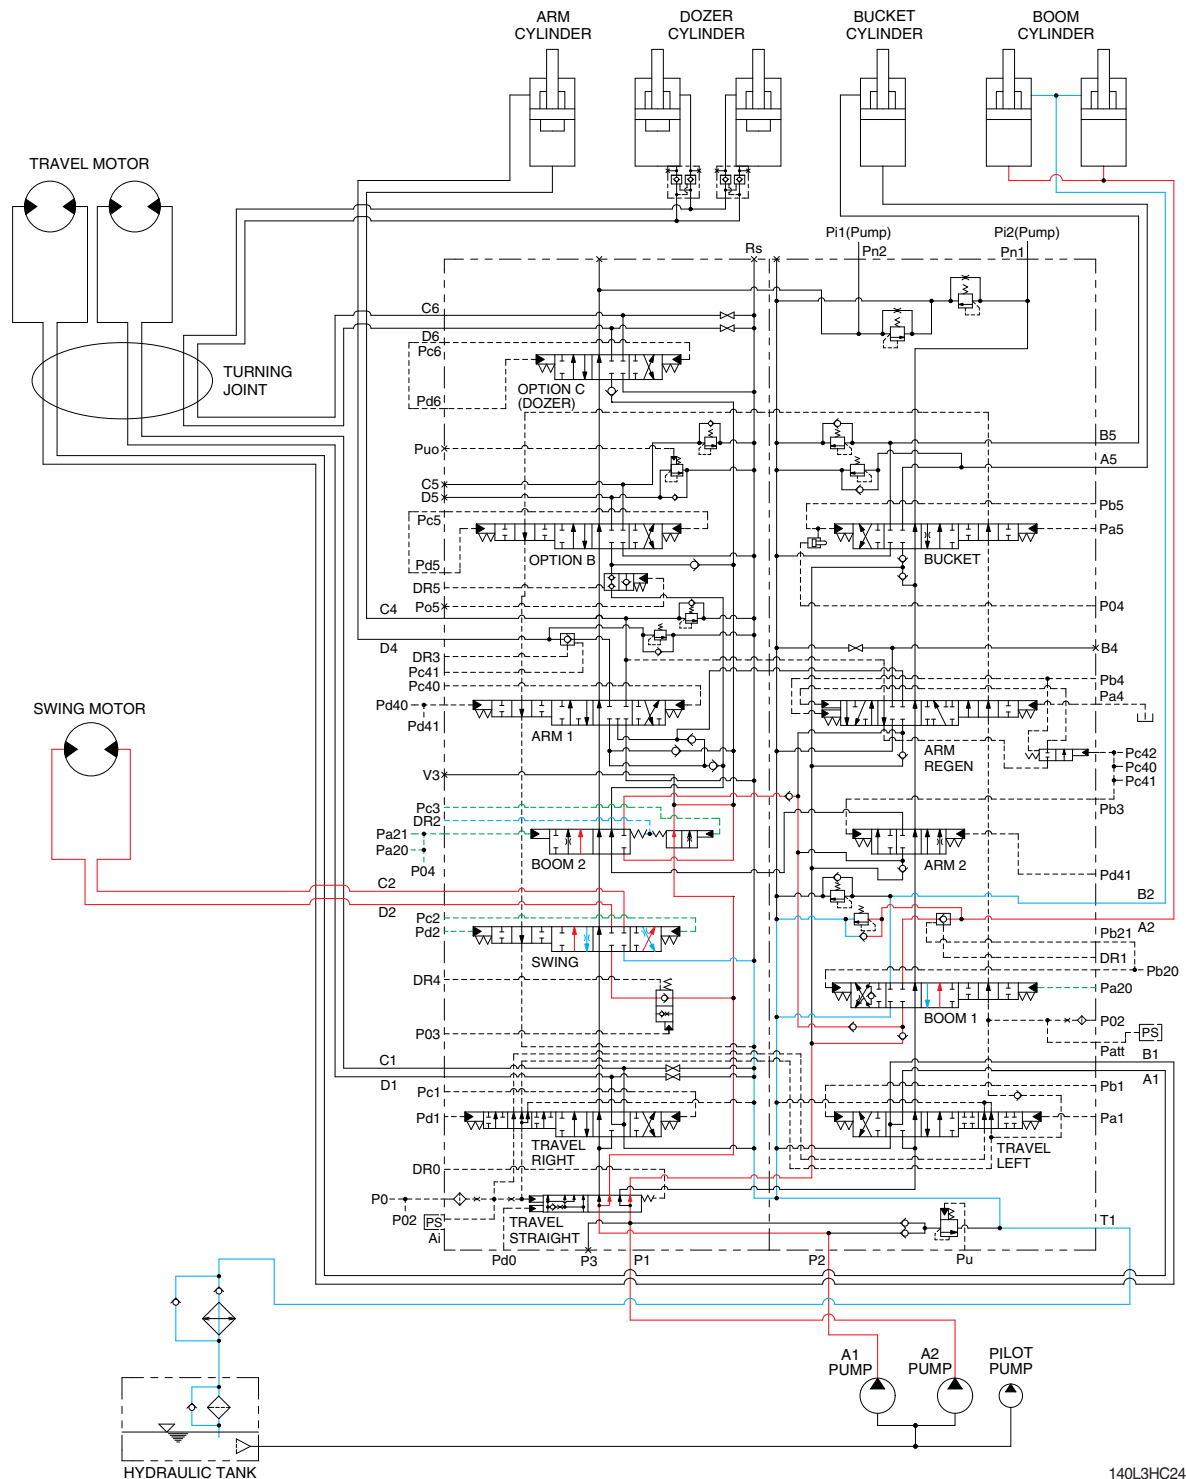 ARM
CYLINDER
DOZER
CYLINDER
BUCKET
CYLINDER
BOOM
CYLINDER
TRAVEL MOTOR
Rs
Pi1(Pump)
Pn2
Pi2(Pump)
Pn1
TURNING
JOINT
C6
D6
Pc6
Pd6
OPTION C
(DOZER)
Puo
C5
D5
Pc5
Pd5
OPTION B
B5
A5
Pb5
Pa5
BUCKET
DR5
Po5
P04
C4
D4
DR3
Pc41
Pc40
Pd40
Pd41
ARM 1
B4
Pb4
Pa4
ARM
REGEN
Pc42
Pc40
Pc41
SWING MOTOR
V3
Pc3
DR2
Pa21
Pa20
P04
BOOM 2
Pb3
ARM 2
Pd41
C2
D2
Pc2
Pd2
SWING
B2
A2
Pb21
DR1
Pb20
Pa20
BOOM 1
DR4
P03
P02
PS
Patt
C1
D1
Pc1
Pd1
TRAVEL
RIGHT
B1
A1
Pb1
Pa1
TRAVEL
LEFT
DR0
P0
P02
PS
Ai
TRAVEL
STRAIGHT
Pd0
P3
P1
P2
Pu
T1
A1
PUMP
A2
PUMP
PILOT
PUMP
HYDRAULIC TANK
140L3HC24